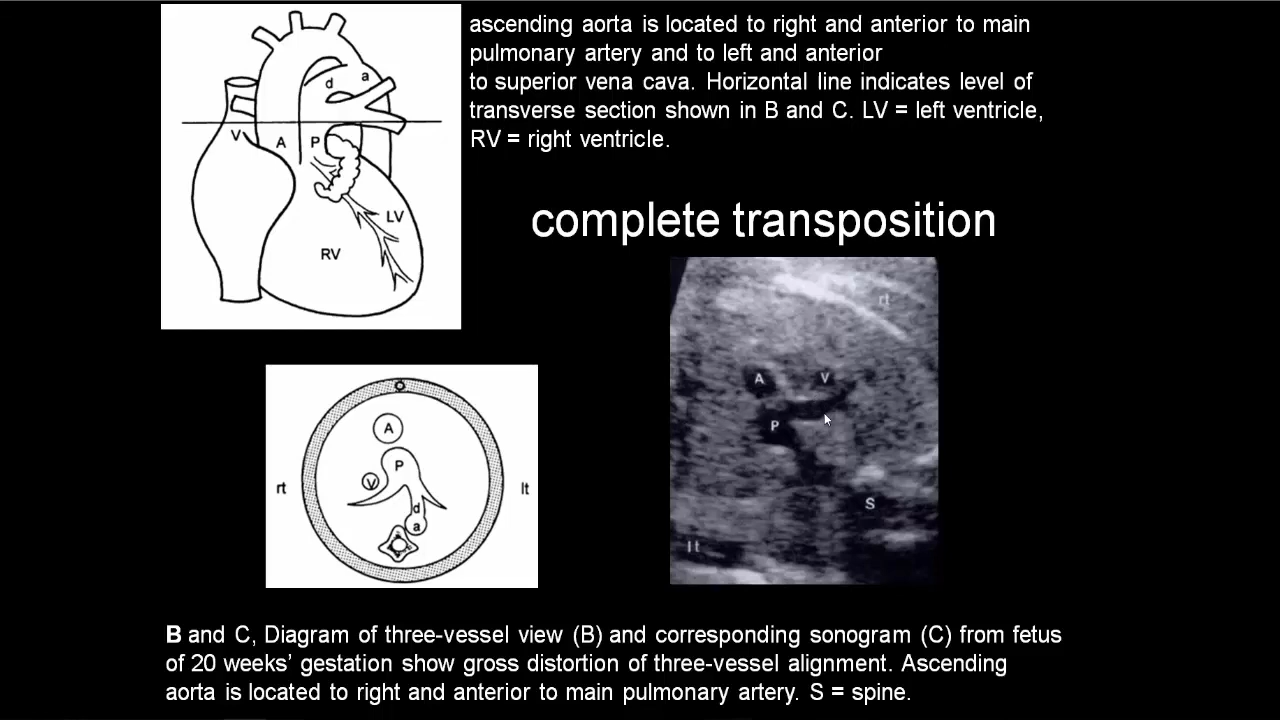 ascending aorta is located to right and anterior to main
pulmonary artery and to left and anterior
to superior vena cava. Horizontal line indicates level of
transverse section shown in B and C. LV = left ventricle,
RV = right ventricle.
d a
V A P
LV
RV
complete transposition
rt
A V
P
S
lt
A
P
V
rt lt
d
a
B and C, Diagram of three-vessel view (B) and corresponding sonogram (C) from fetus
of 20 weeks’ gestation show gross distortion of three-vessel alignment. Ascending
aorta is located to right and anterior to main pulmonary artery. S = spine.